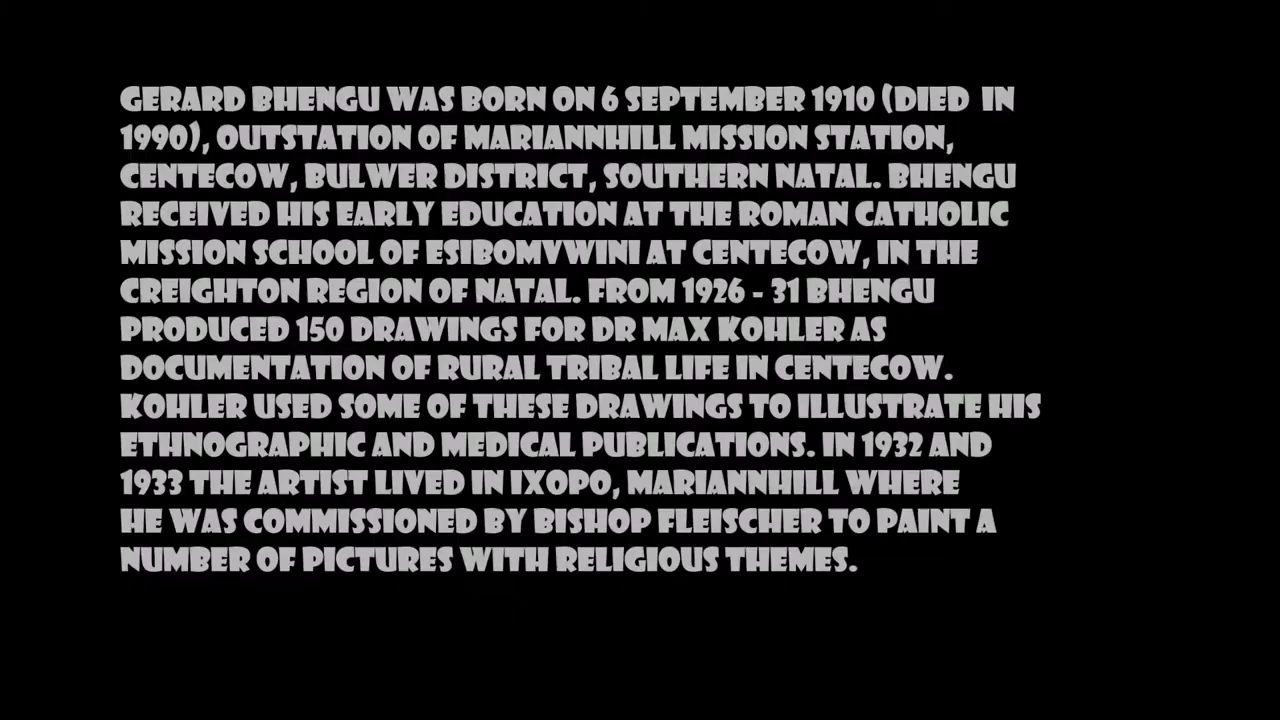 GERARD BHENGU WAS BORN ON 6 SEPTEMBER 1910 (DIED  IN
1990), OUTSTATION OF MARIANNHILL MISSION STATION,
CENTECOW, BULWER DISTRICT, SOUTHERN NATAL. BHENGU
RECEIVED HIS EARLY EDUCATION AT THE ROMAN CATHOLIC
MISSION SCHOOL OF ESIBOMVWINI AT CENTECOW, IN THE
CREIGHTON REGION OF NATAL. FROM 1926 - 31 BHENGU
PRODUCED 150 DRAWINGS FOR DR MAX KOHLER AS
DOCUMENTATION OF RURAL TRIBAL LIFE IN CENTECOW.
KOHLER USED SOME OF THESE DRAWINGS TO ILLUSTRATE HIS
ETHNOGRAPHIC AND MEDICAL PUBLICATIONS. IN 1932 AND
1933 THE ARTIST LIVED IN IXOPO, MARIANNHILL WHERE
HE WAS COMMISSIONED BY BISHOP FLEISCHER TO PAINT A
NUMBER OF PICTURES WITH RELIGIOUS THEMES.